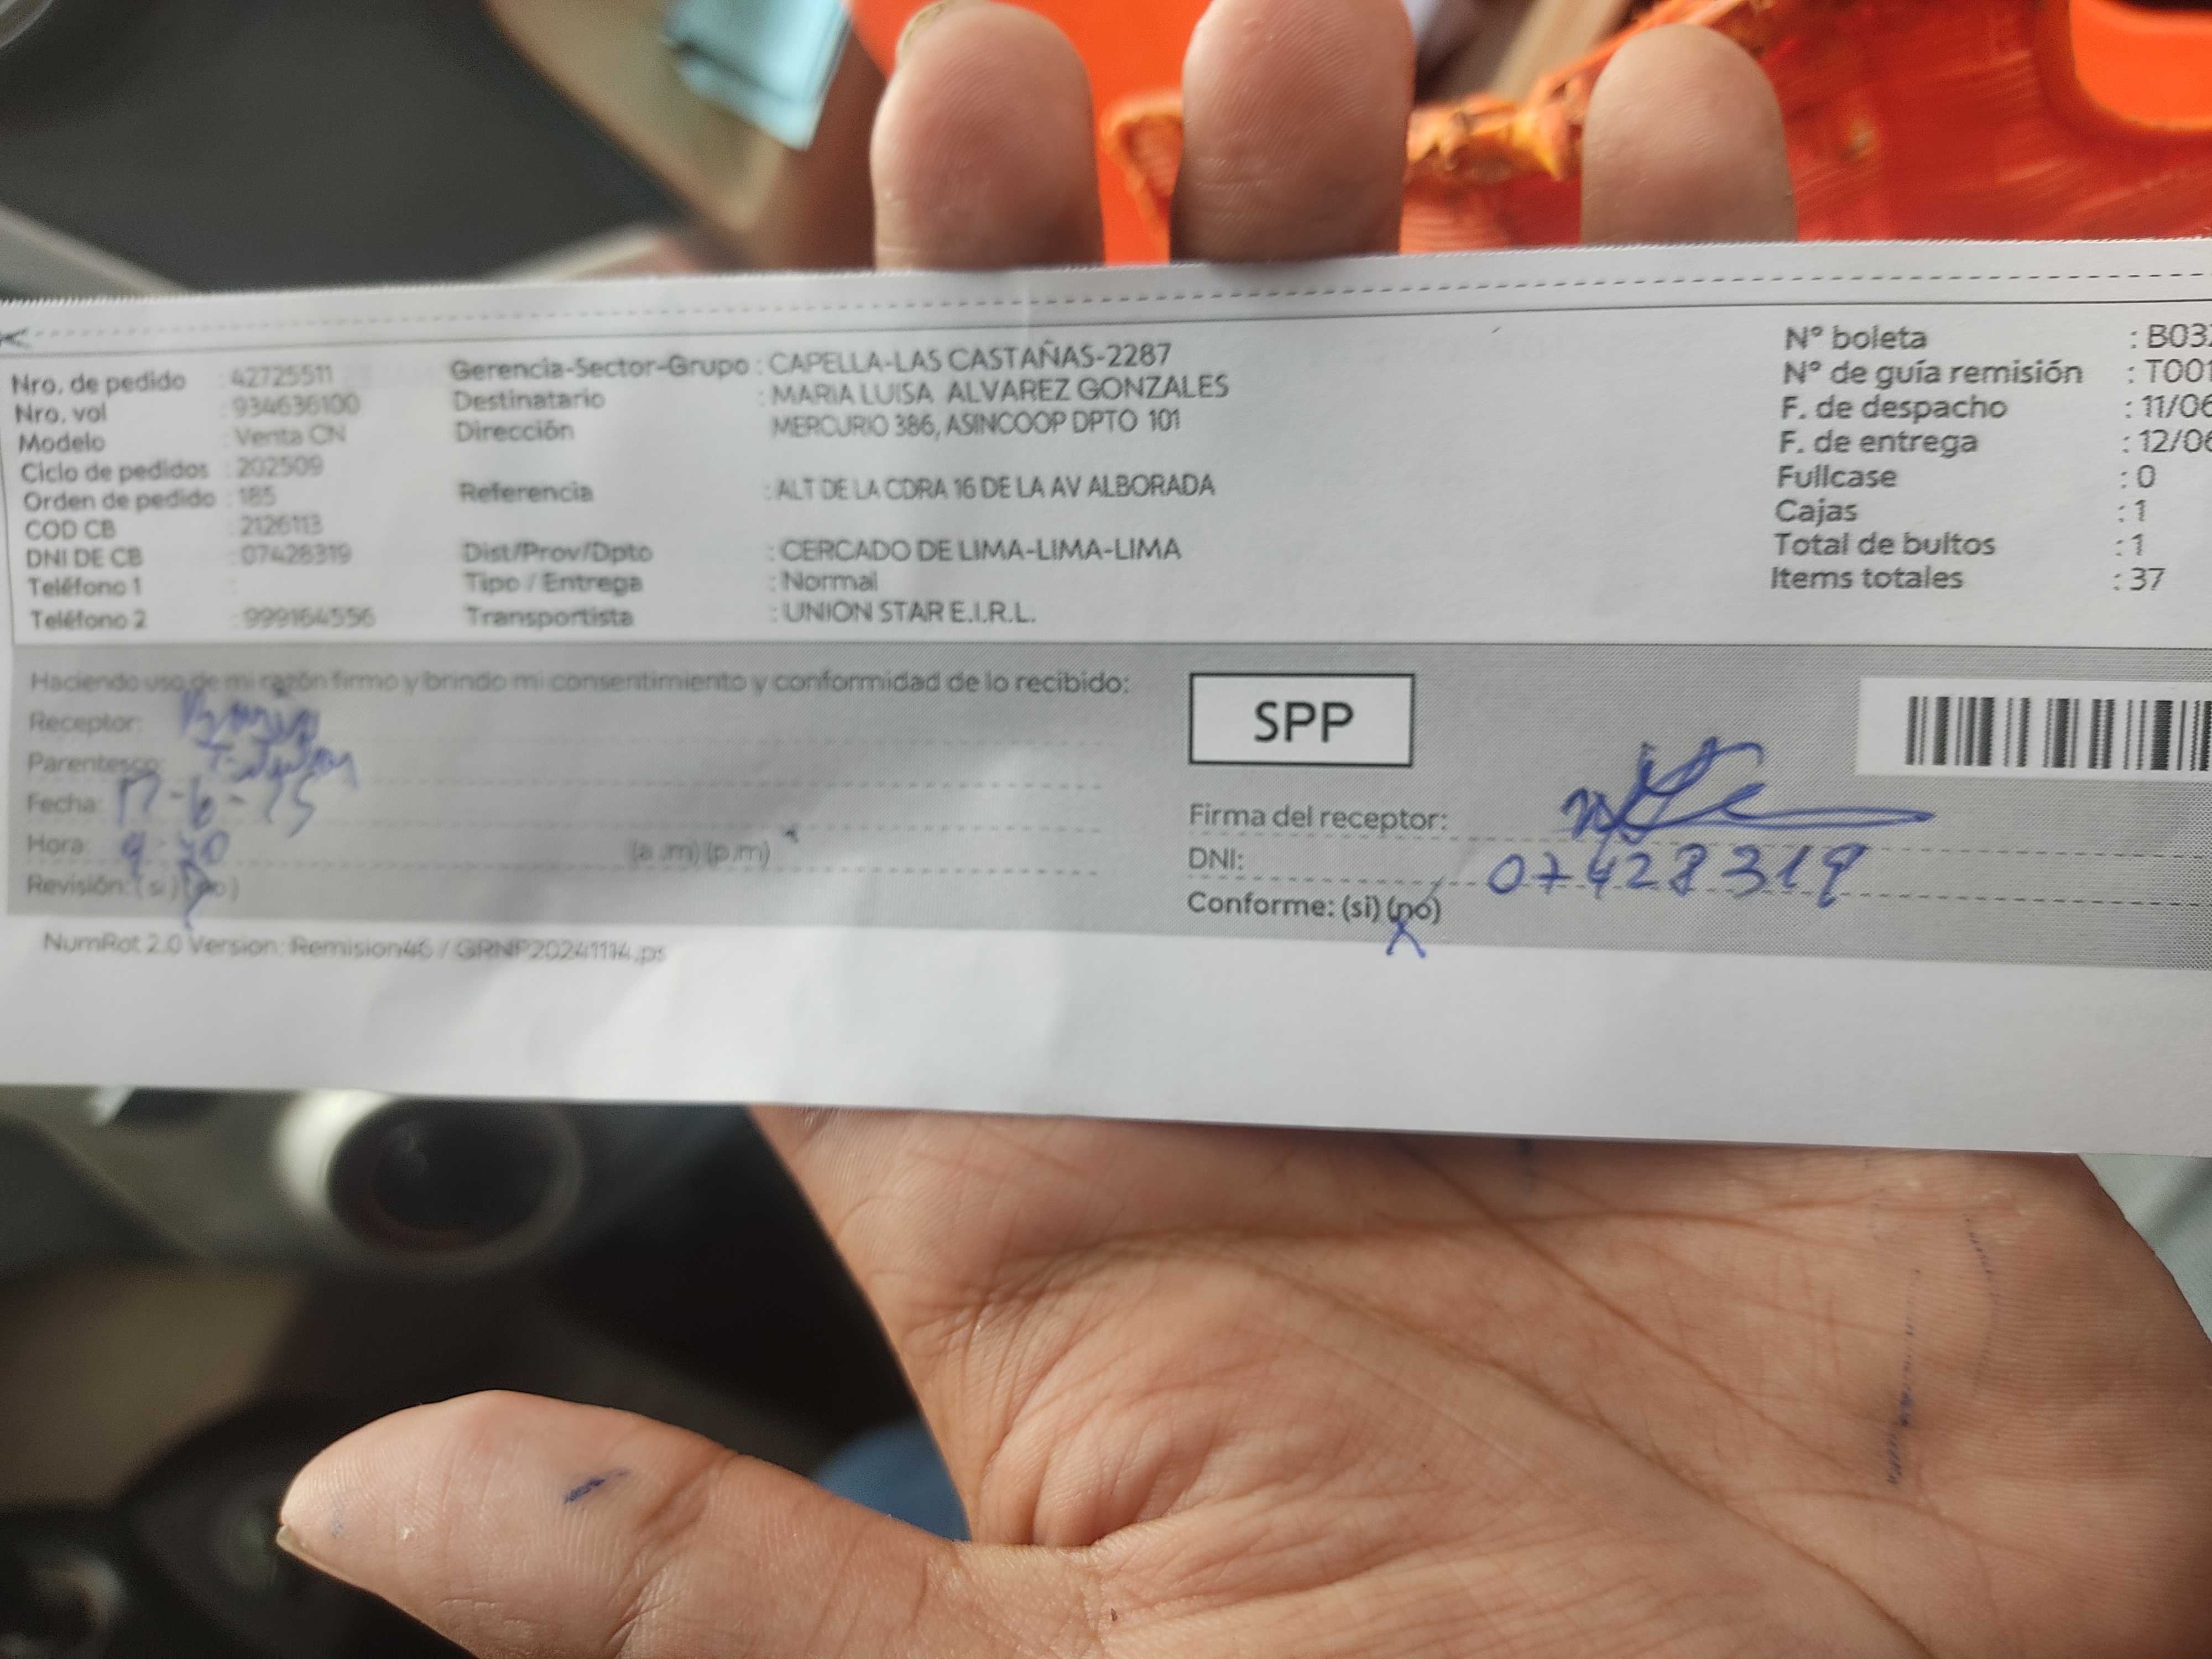 Nro. de pedido : 42725511
Nro. vol : 934636100
Modelo : Venta CN
Ciclo de pedidos : 202509
Orden de pedido : 185
COD CB : 2126113
DNI DE CB : 07428319
Teléfono 1 :
Teléfono 2 : 999164556
Gerencia-Sector-Grupo : CAPELLA-LAS CASTAÑAS-2287
Destinatario : MARIA LUISA ALVAREZ GONZALES
Dirección MERCURIO 386, ASINCOOP DPTO 101
Referencia : ALT DE LA CDRA 16 DE LA AV ALBORADA
Dist/Prov/Dpto : CERCADO DE LIMA-LIMA-LIMA
Tipo / Entrega : Normal
Transportista : UNION STAR E.I.R.L.
Nº boleta : B03
Nº de guía remisión : T001
F. de despacho : 11/06
F. de entrega : 12/06
Fullcase : 0
Cajas : 1
Total de bultos : 1
Items totales : 37
Haciendo uso de mi razón firmo y brindo mi consentimiento y conformidad de lo recibido:
Receptor:
Parentesco:
Fecha:
Hora: (a.m) (p.m)
Revisión: (si) (no)
SPP
Firma del receptor:
DNI: 07428319
Conforme: (si) (no)
X
NumRot 2.0 Version: Remision46 / GRNP20241114.ps